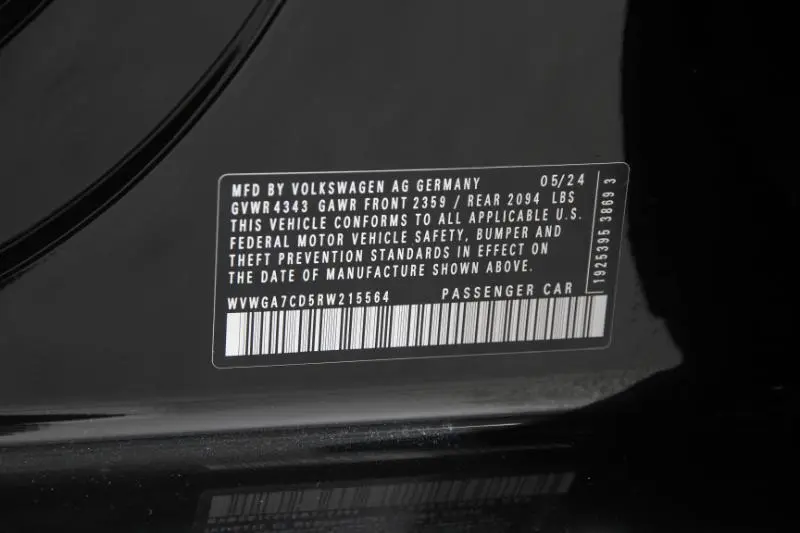 MFD BY VOLKSWAGEN AG GERMANY 05/24
GVWR 4343 GAWR FRONT 2359 / REAR 2094 LBS
THIS VEHICLE CONFORMS TO ALL APPLICABLE U.S.
FEDERAL MOTOR VEHICLE SAFETY, BUMPER AND
THEFT PREVENTION STANDARDS IN EFFECT ON
THE DATE OF MANUFACTURE SHOWN ABOVE.
WVWGA7CD5RW215564 PASSENGER CAR
1925395 3869 3